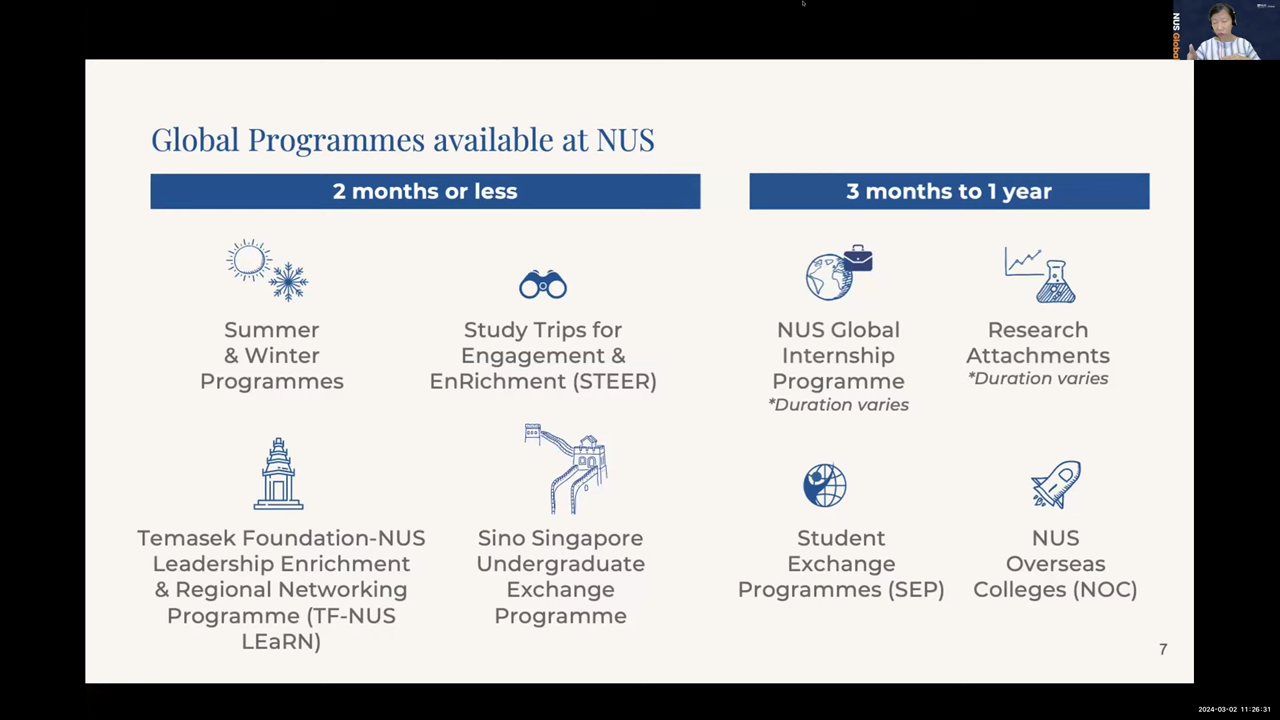 NUS Global
Global Programmes available at NUS
2 months or less
3 months to 1 year
Summer
& Winter
Programmes
Study Trips for
Engagement &
EnRichment (STEER)
NUS Global
Internship
Programme
*Duration varies
Research
Attachments
*Duration varies
Temasek Foundation-NUS
Leadership Enrichment
& Regional Networking
Programme (TF-NUS
LEaRN)
Sino Singapore
Undergraduate
Exchange
Programme
Student
Exchange
Programmes (SEP)
NUS
Overseas
Colleges (NOC)
7
2024-03-02 11:26:31